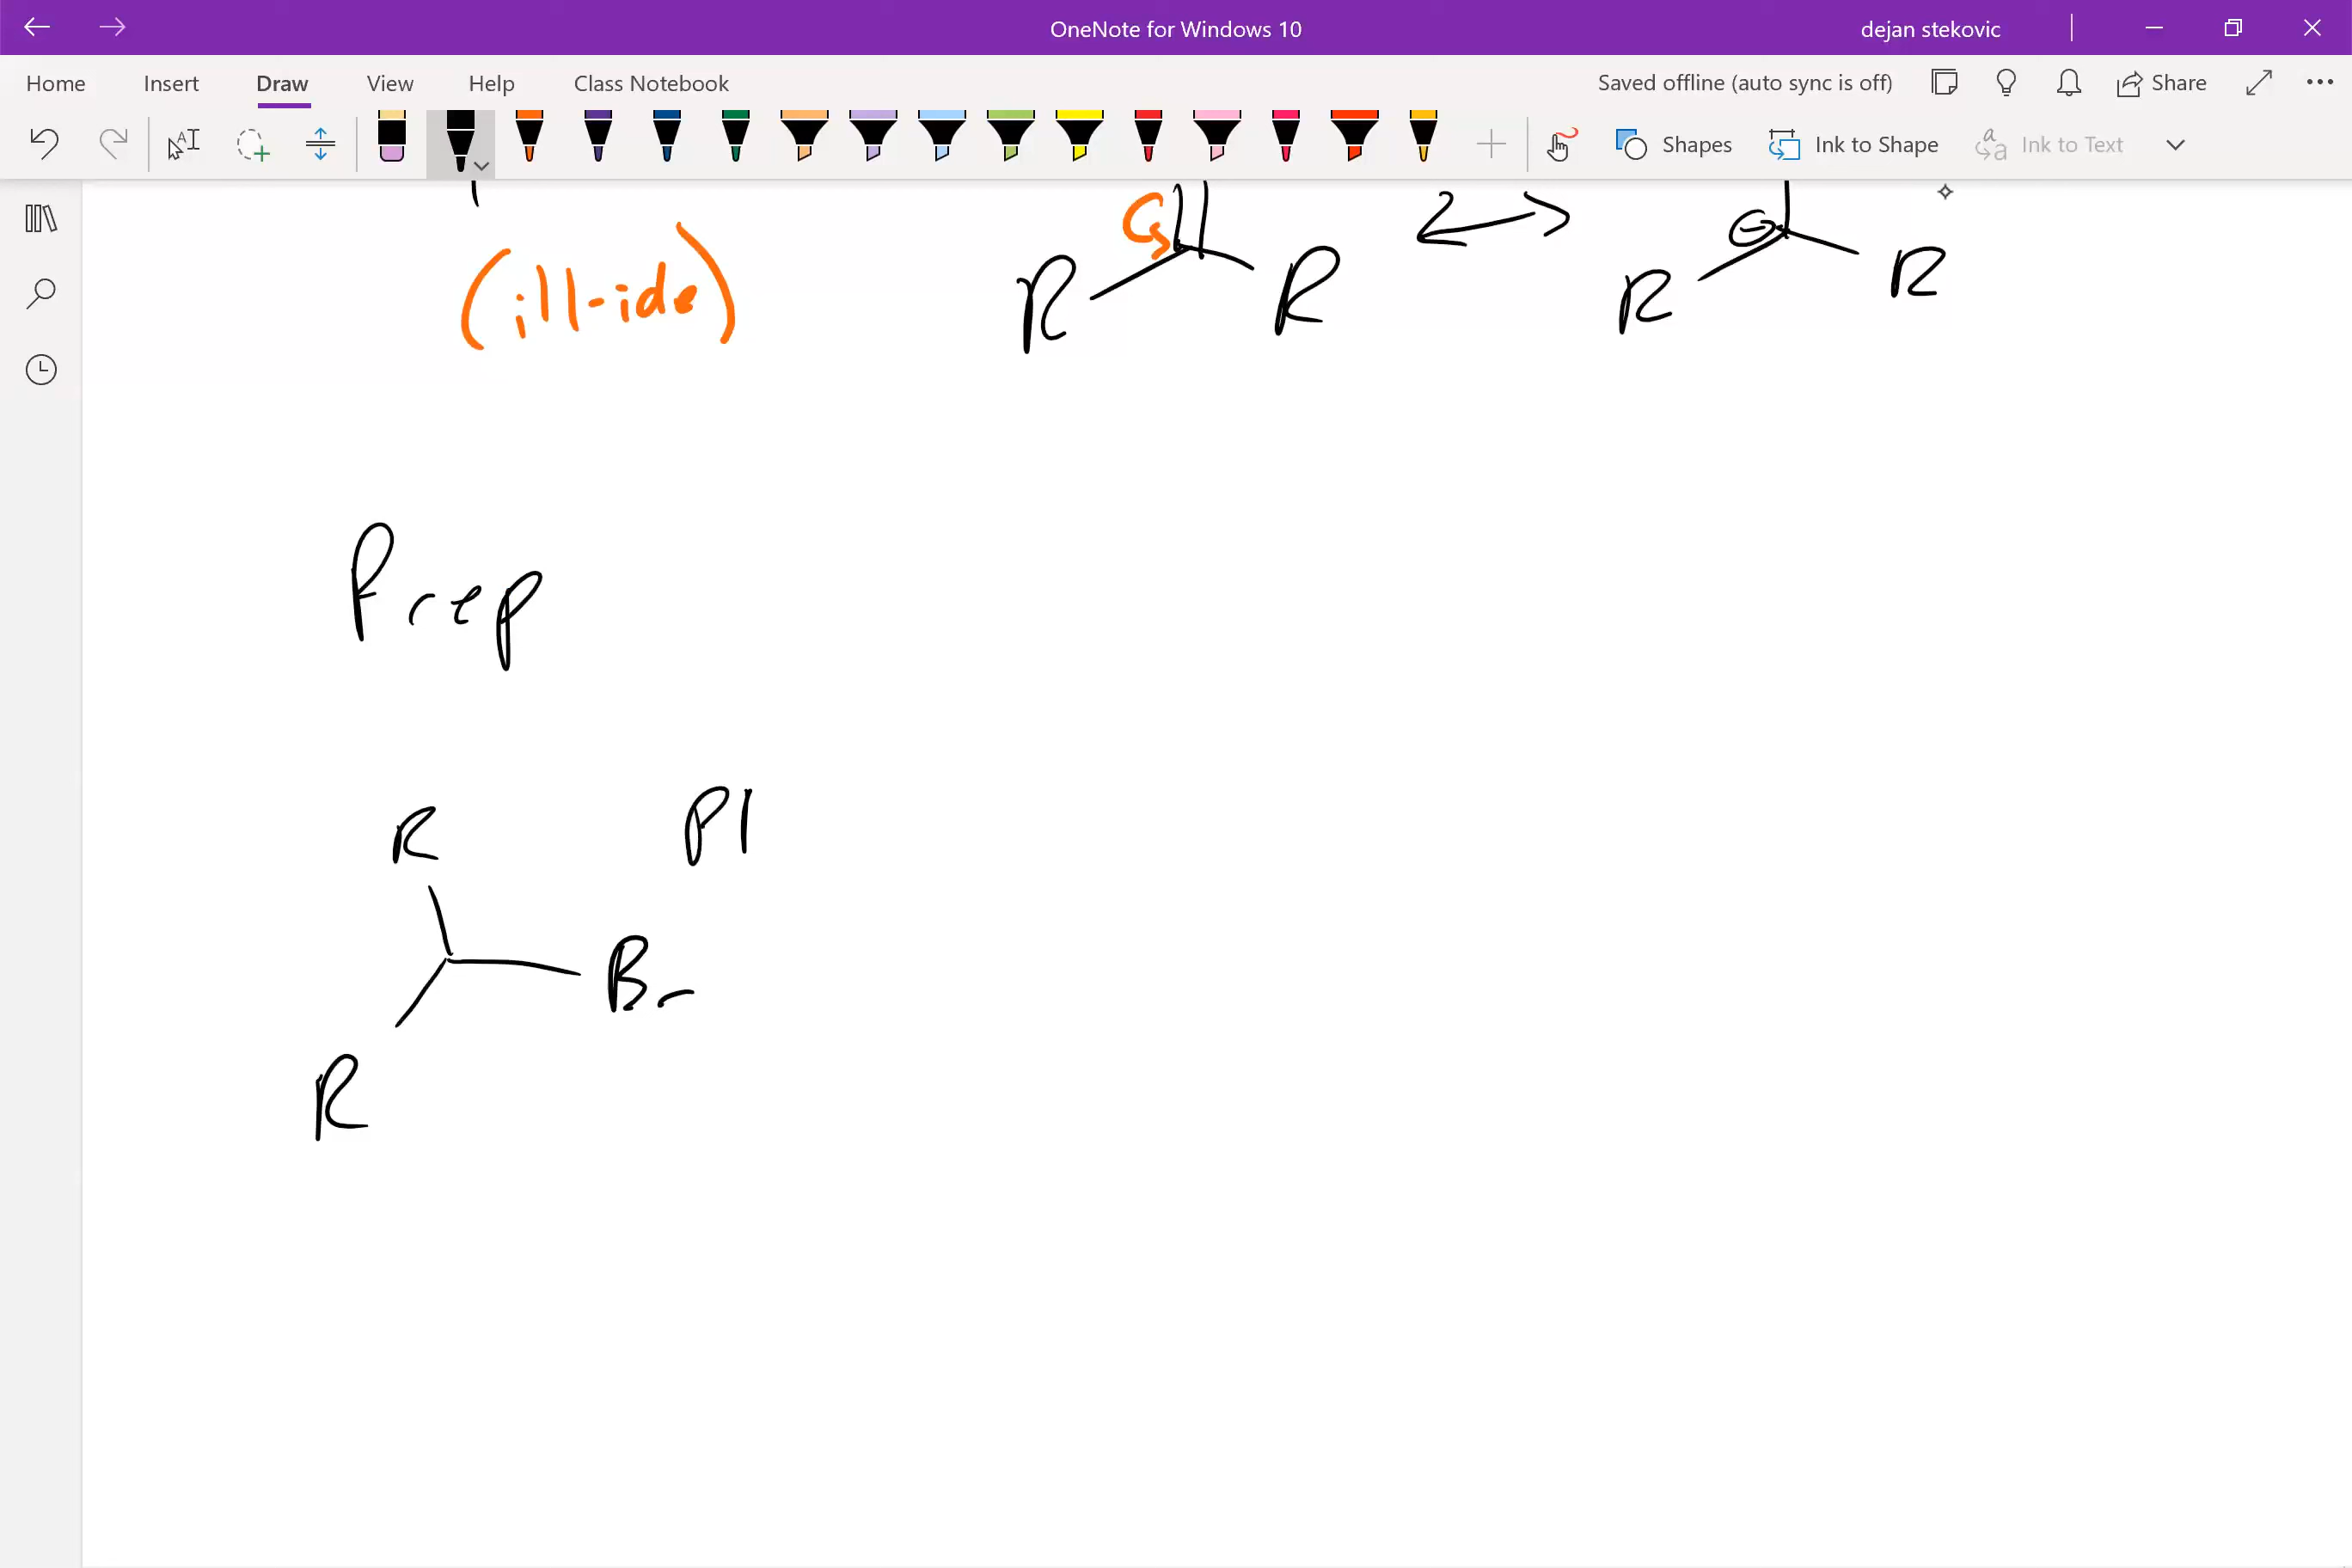 OneNote for Windows 10
dejan stekovic
Home Insert Draw View Help Class Notebook
Saved offline (auto sync is off)
Share
Shapes
Ink to Shape
Ink to Text
(ill-ide)
R R
R R
Prep
R
Br
R